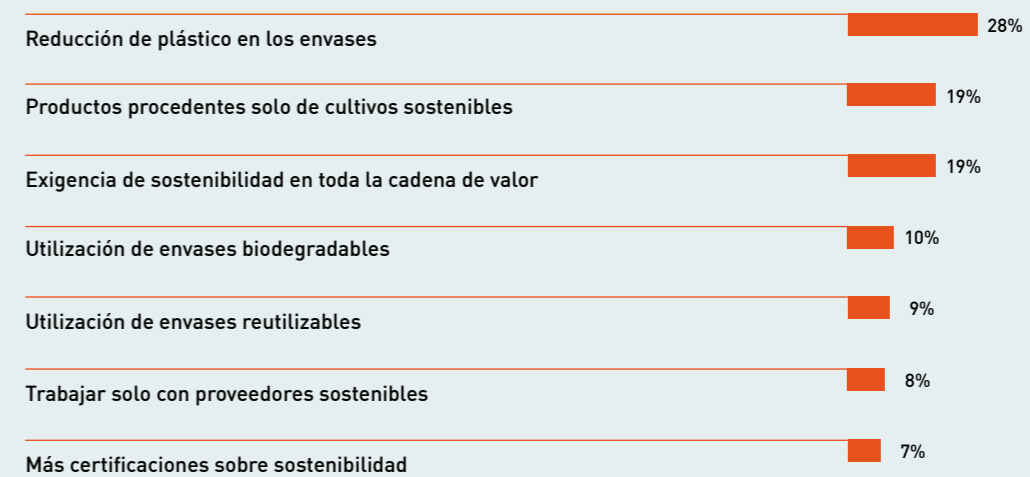 Reducción de plástico en los envases 28%
Productos procedentes solo de cultivos sostenibles 19%
Exigencia de sostenibilidad en toda la cadena de valor 19%
Utilización de envases biodegradables 10%
Utilización de envases reutilizables 9%
Trabajar solo con proveedores sostenibles 8%
Más certificaciones sobre sostenibilidad 7%